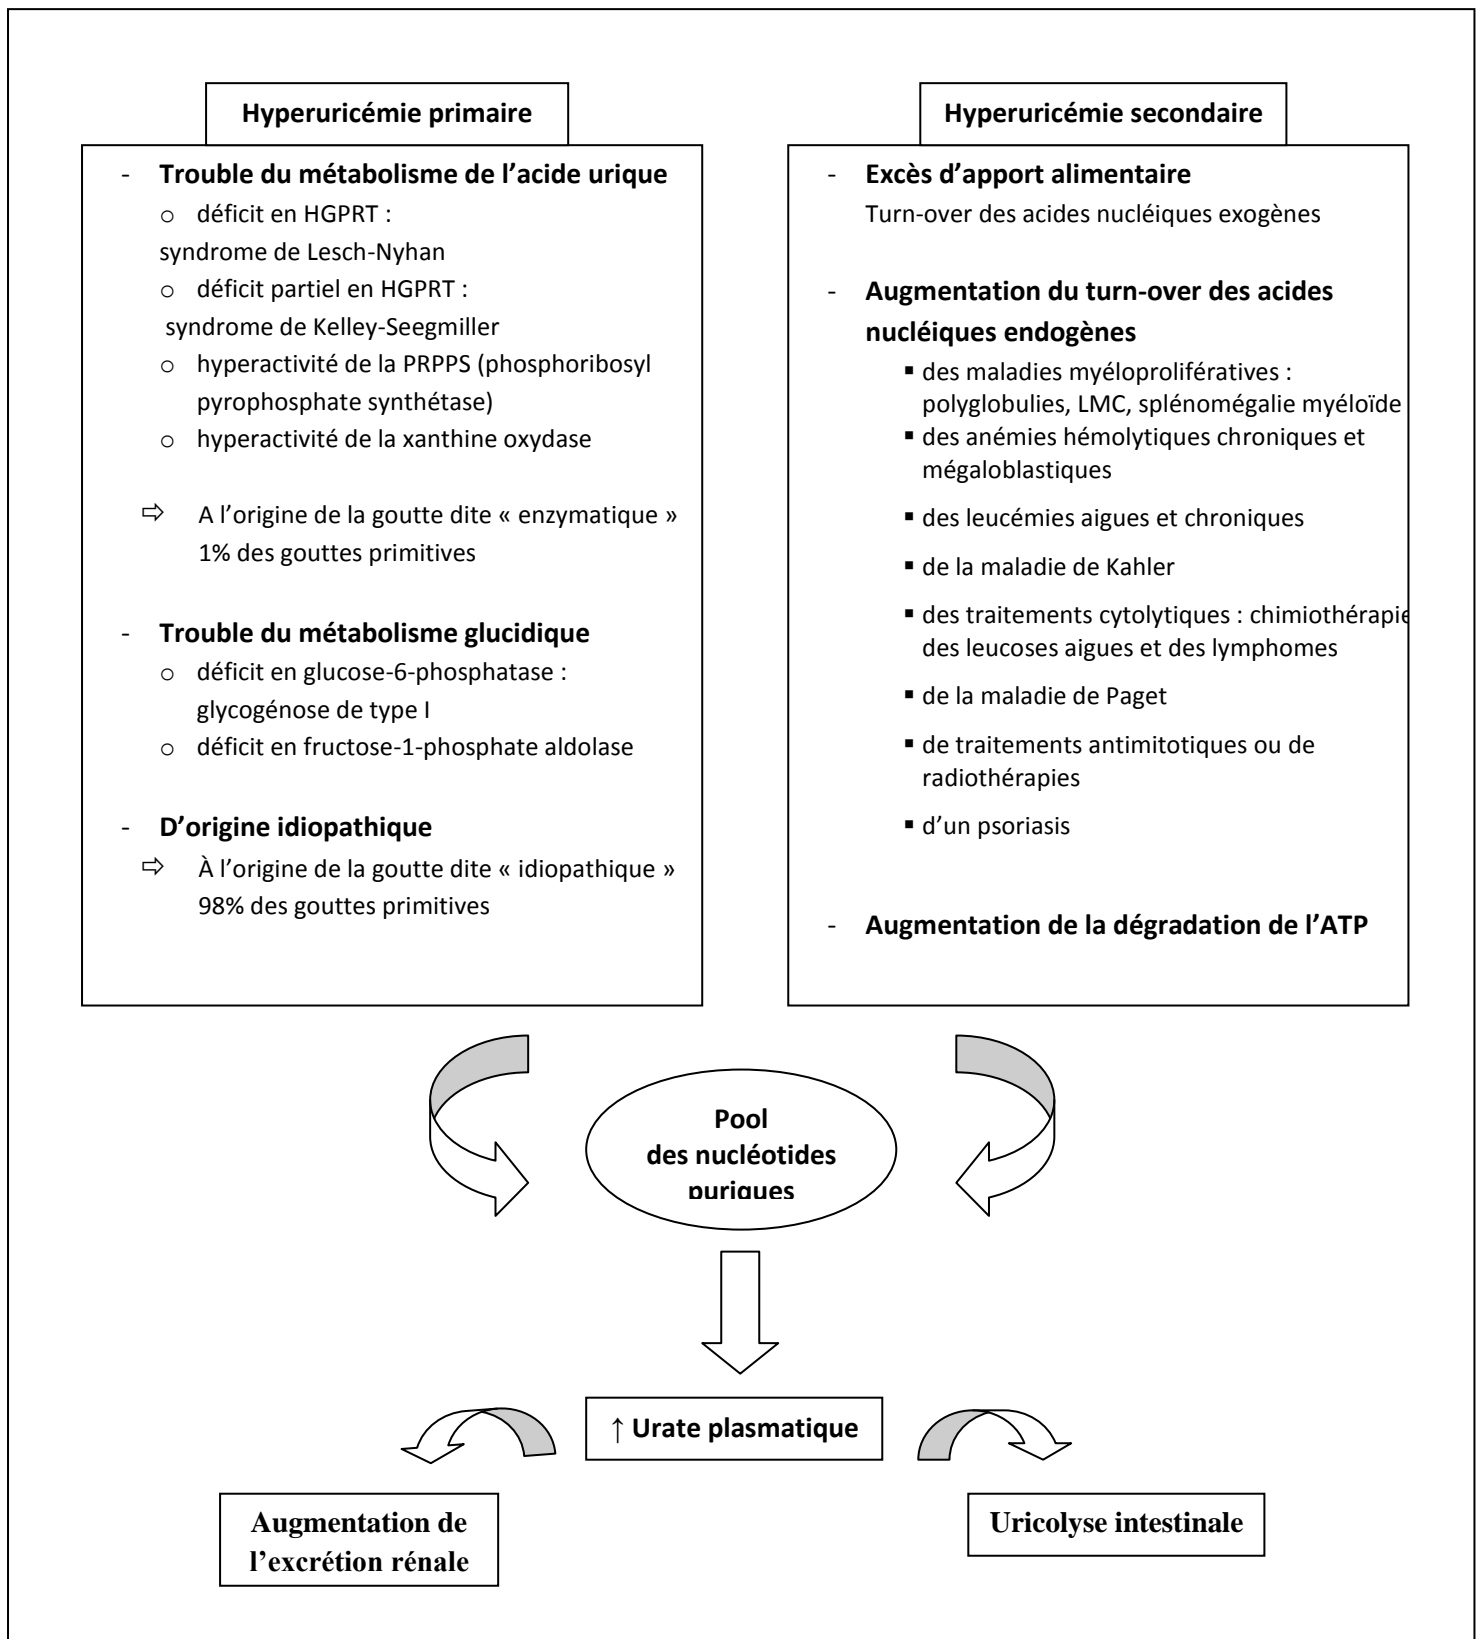 Hyperuricémie primaire
- Trouble du métabolisme de l’acide urique
o déficit en HGPRT :
syndrome de Lesch-Nyhan
o déficit partiel en HGPRT :
syndrome de Kelley-Seegmiller
o hyperactivité de la PRPPS (phosphoribosyl
pyrophosphate synthétase)
o hyperactivité de la xanthine oxydase
⇨ A l’origine de la goutte dite « enzymatique »
1% des gouttes primitives
- Trouble du métabolisme glucidique
o déficit en glucose-6-phosphatase :
glycogénose de type I
o déficit en fructose-1-phosphate aldolase
- D’origine idiopathique
⇨ À l’origine de la goutte dite « idiopathique »
98% des gouttes primitives
Hyperuricémie secondaire
- Excès d’apport alimentaire
Turn-over des acides nucléiques exogènes
- Augmentation du turn-over des acides
nucléiques endogènes
▪ des maladies myéloprolifératives :
polyglobulies, LMC, splénomégalie myéloïde
▪ des anémies hémolytiques chroniques et
mégaloblastiques
▪ des leucémies aigues et chroniques
▪ de la maladie de Kahler
▪ des traitements cytolytiques : chimiothérapie
des leucoses aigues et des lymphomes
▪ de la maladie de Paget
▪ de traitements antimitotiques ou de
radiothérapies
▪ d’un psoriasis
- Augmentation de la dégradation de l’ATP
Pool
des nucléotides
puriques
↑ Urate plasmatique
Augmentation de
l’excrétion rénale
Uricolyse intestinale